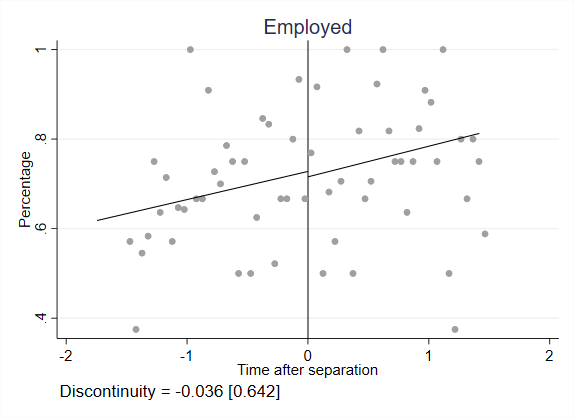 Employed
Percentage
1
.8
.6
.4
-2 -1 0 1 2
Time after separation
Discontinuity = -0.036 [0.642]